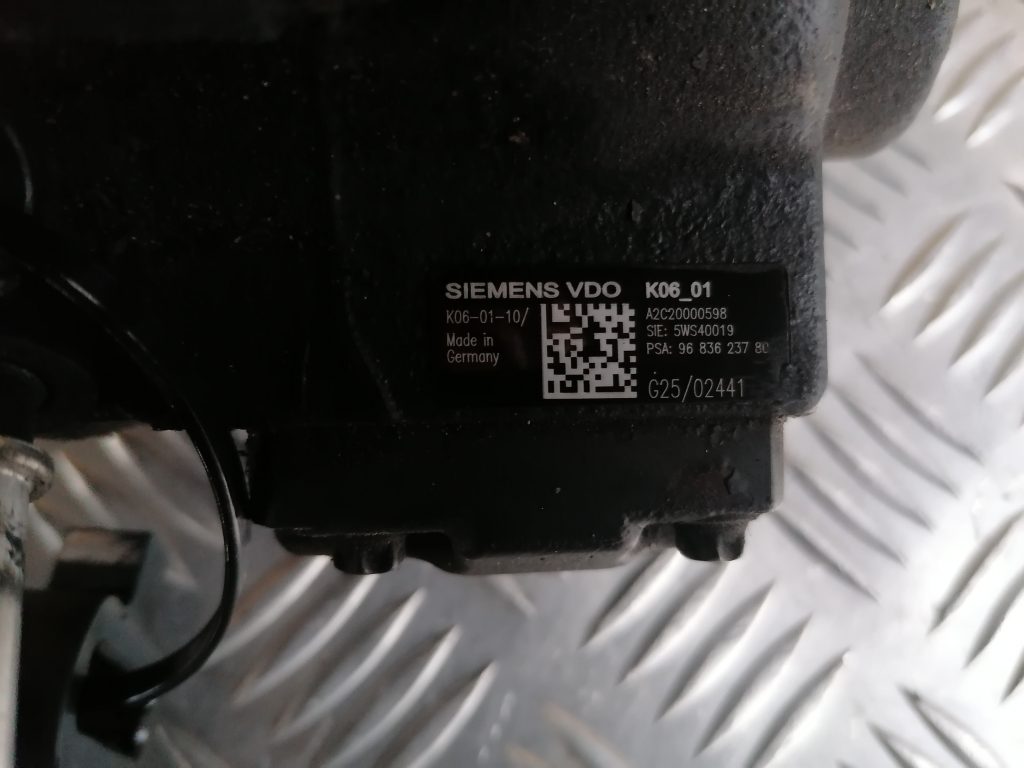 SIEMENS VDO K06_01
K06-01-10/ A2C20000598
SIE: 5WS40019
Made in
Germany
PSA: 96 836 237 80
G25/02441